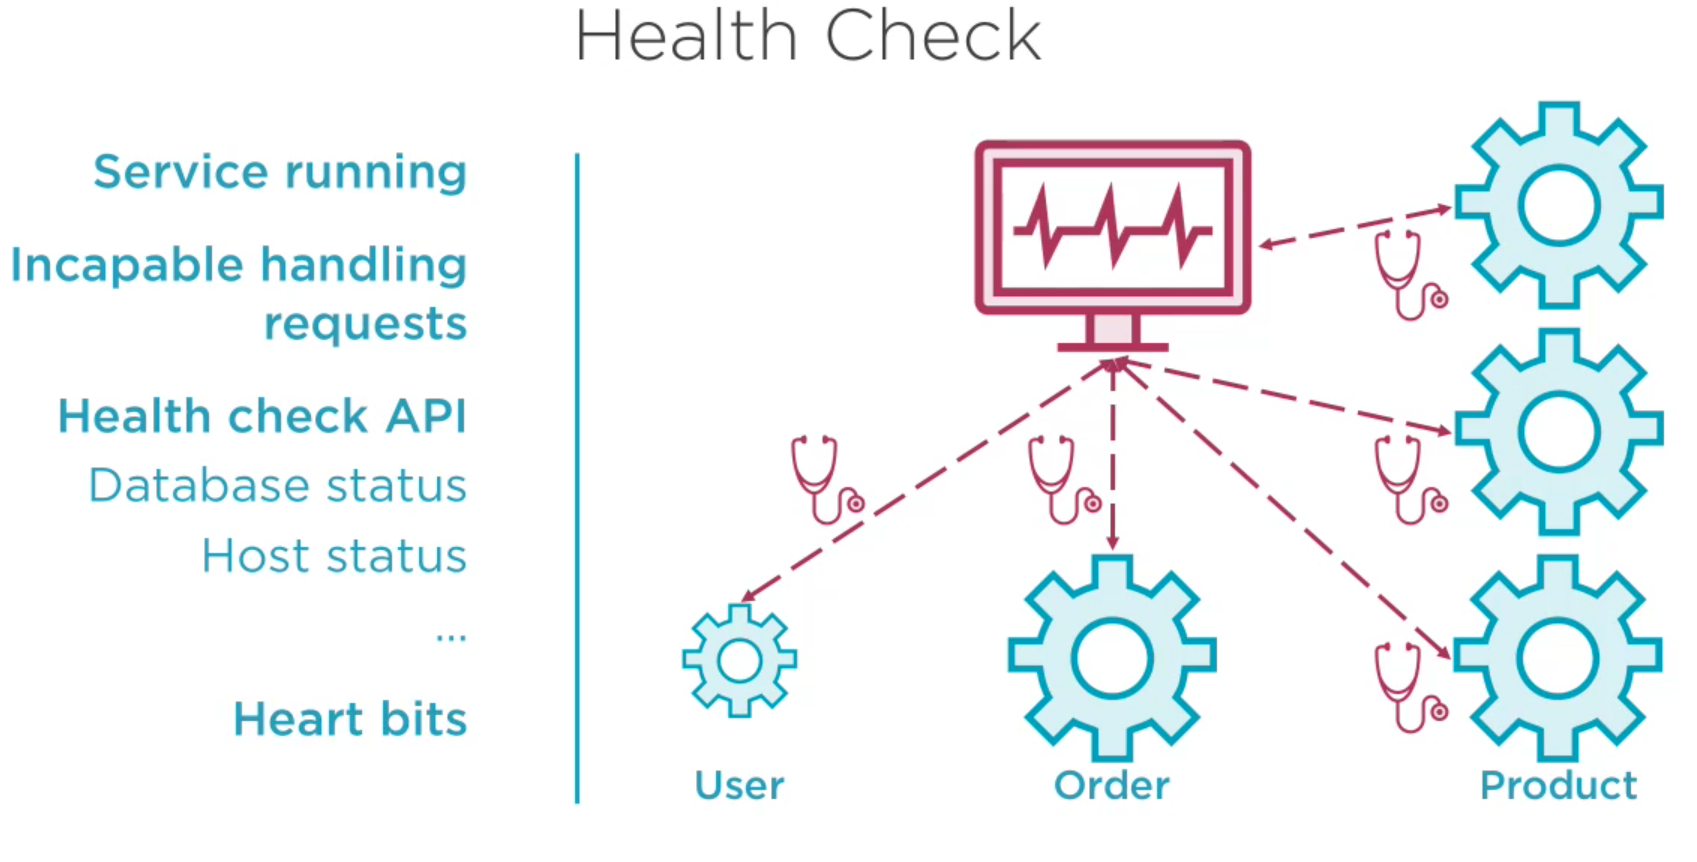 Health Check
Service running
Incapable handling
requests
Health check API
Database status
Host status
...
Heart bits
User
Order
Product